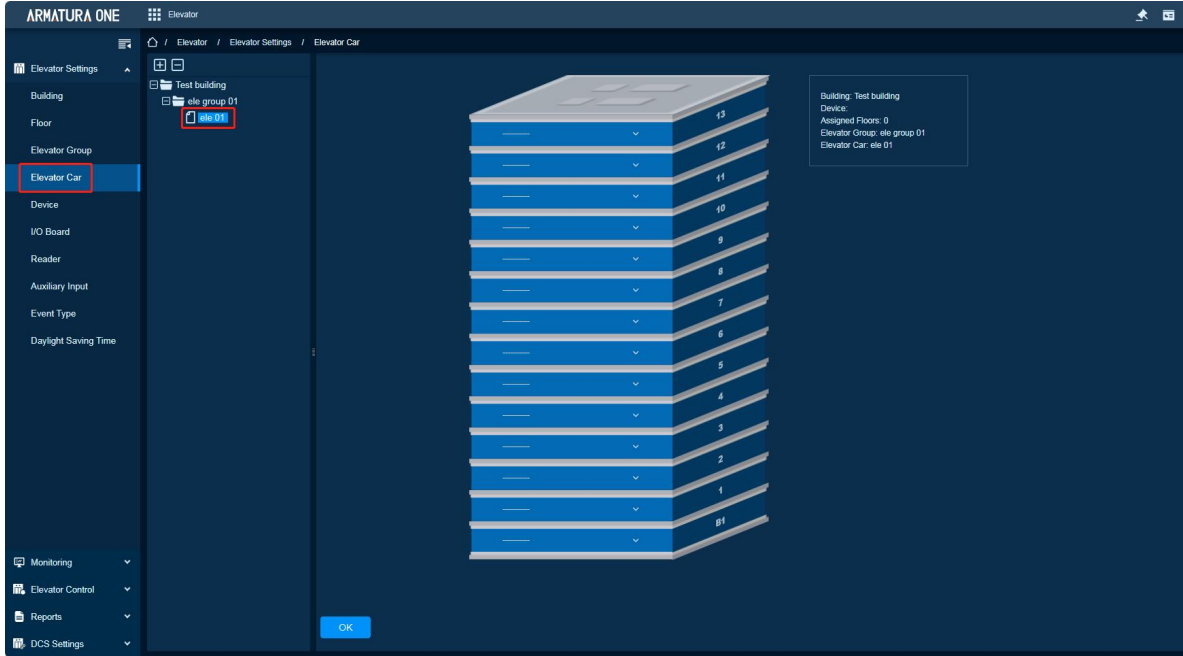 ARMATURA ONE
Elevator
/ Elevator / Elevator Settings / Elevator Car
Elevator Settings
Building
Floor
Elevator Group
Elevator Car
Device
I/O Board
Reader
Auxiliary Input
Event Type
Daylight Saving Time
Monitoring
Elevator Control
Reports
DCS Settings
Test building
ele group 01
ele 01
13
12
11
10
9
8
7
6
5
4
3
2
1
B1
Building: Test building
Device:
Assigned Floors: 0
Elevator Group: ele group 01
Elevator Car: ele 01
OK